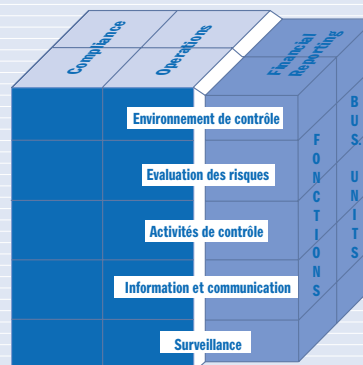 Compliance
Operations
Financial
Reporting
Environnement de contrôle
Evaluation des risques
Activités de contrôle
Information et communication
Surveillance
FONCTIONS
BUS. UNITS